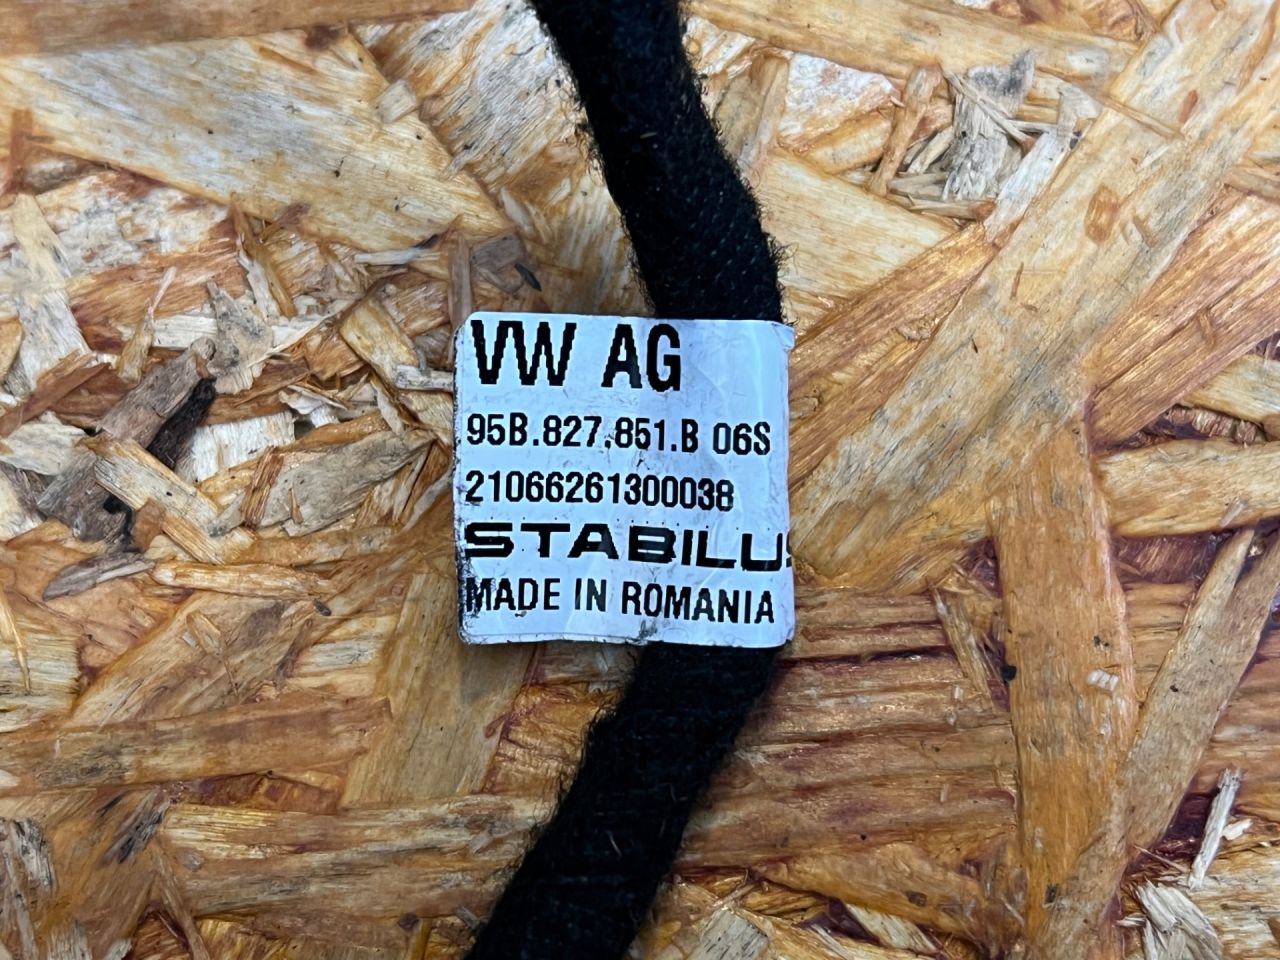 VW AG
95B.827.851.B 06S
21066261300038
STABILUS
MADE IN ROMANIA